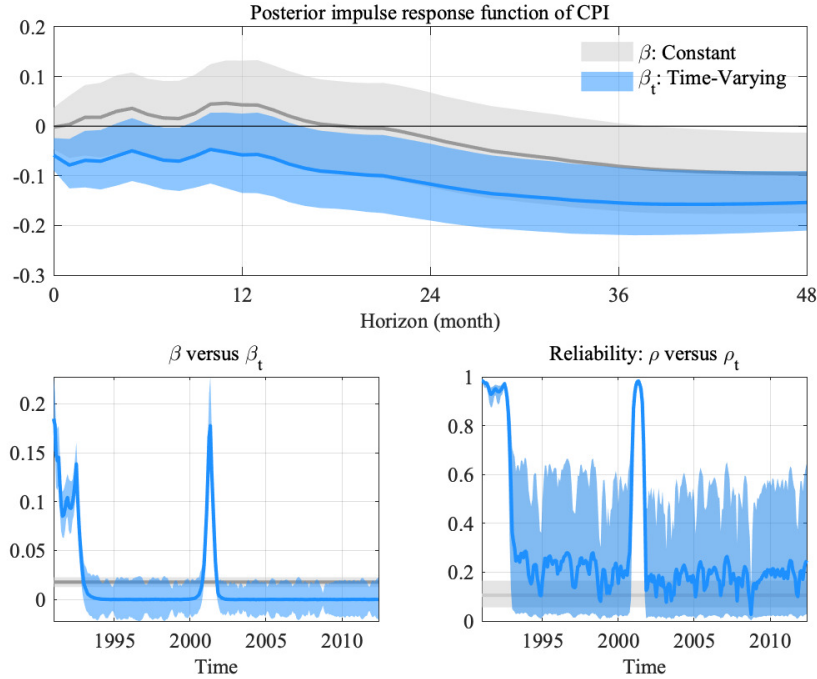 Posterior impulse response function of CPI
0.2
0.1
0
-0.1
-0.2
-0.3
β: Constant
βt: Time-Varying
0 12 24 36 48
Horizon (month)
β versus βt
0.2
0.15
0.1
0.05
0
1995 2000 2005 2010
Time
Reliability: ρ versus ρt
1
0.8
0.6
0.4
0.2
0
1991 1995 2000 2005 2010
Time